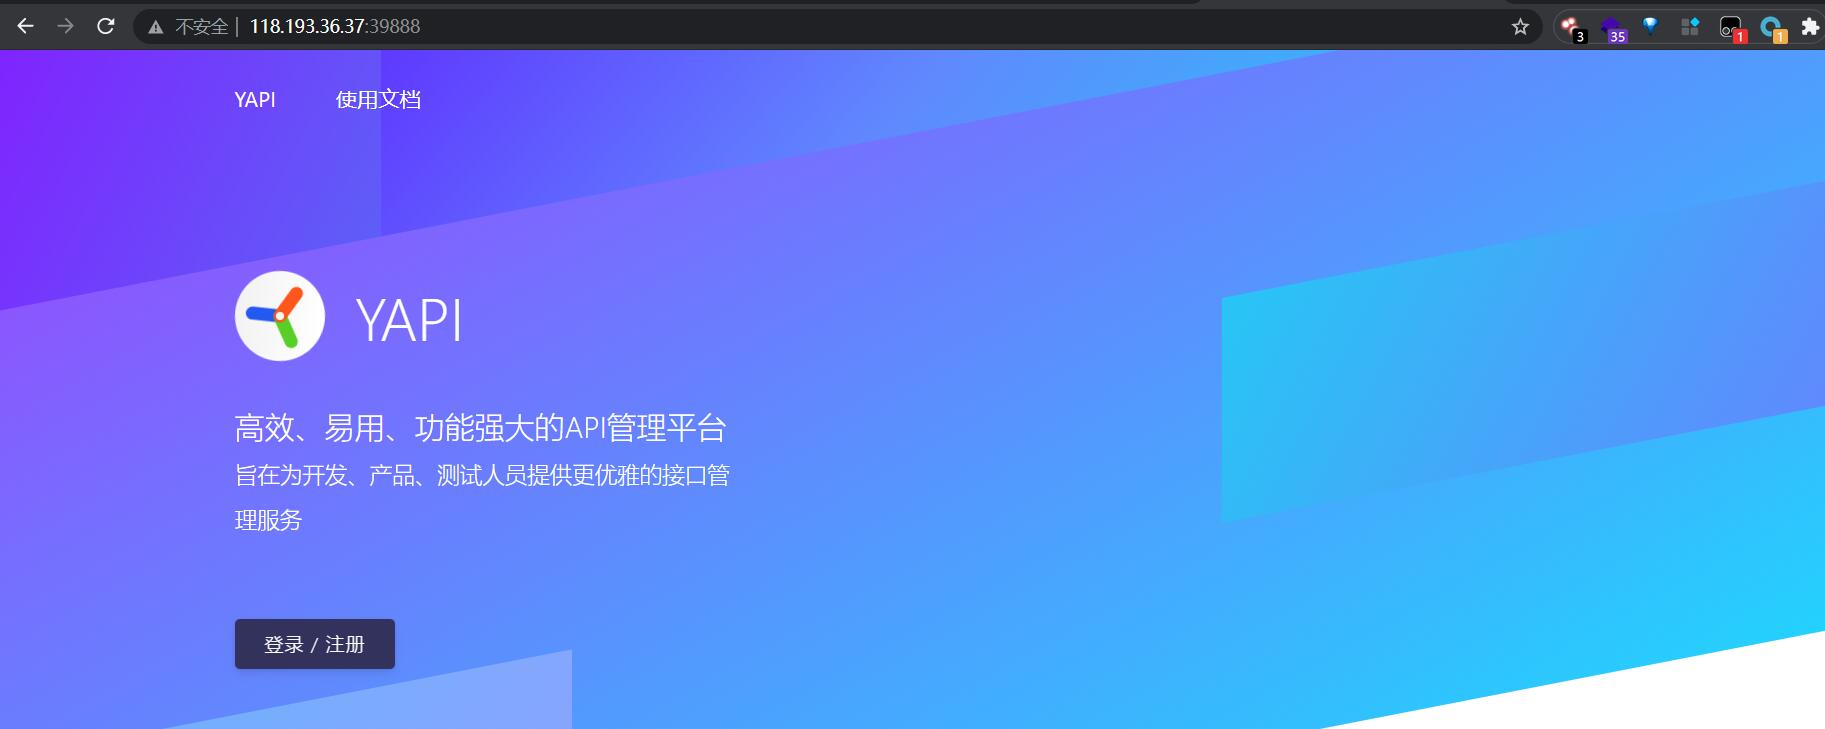 不安全 | 118.193.36.37:39888
3
35
1
1
YAPI 使用文档
YAPI
高效、易用、功能强大的API管理平台
旨在为开发、产品、测试人员提供更优雅的接口管
理服务
登录 / 注册